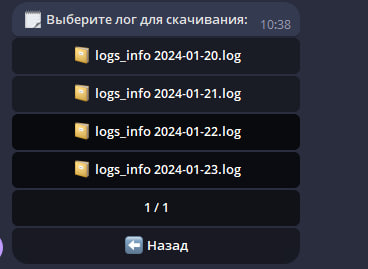 Выберите лог для скачивания:
10:38
logs_info 2024-01-20.log
logs_info 2024-01-21.log
logs_info 2024-01-22.log
logs_info 2024-01-23.log
1 / 1
Назад